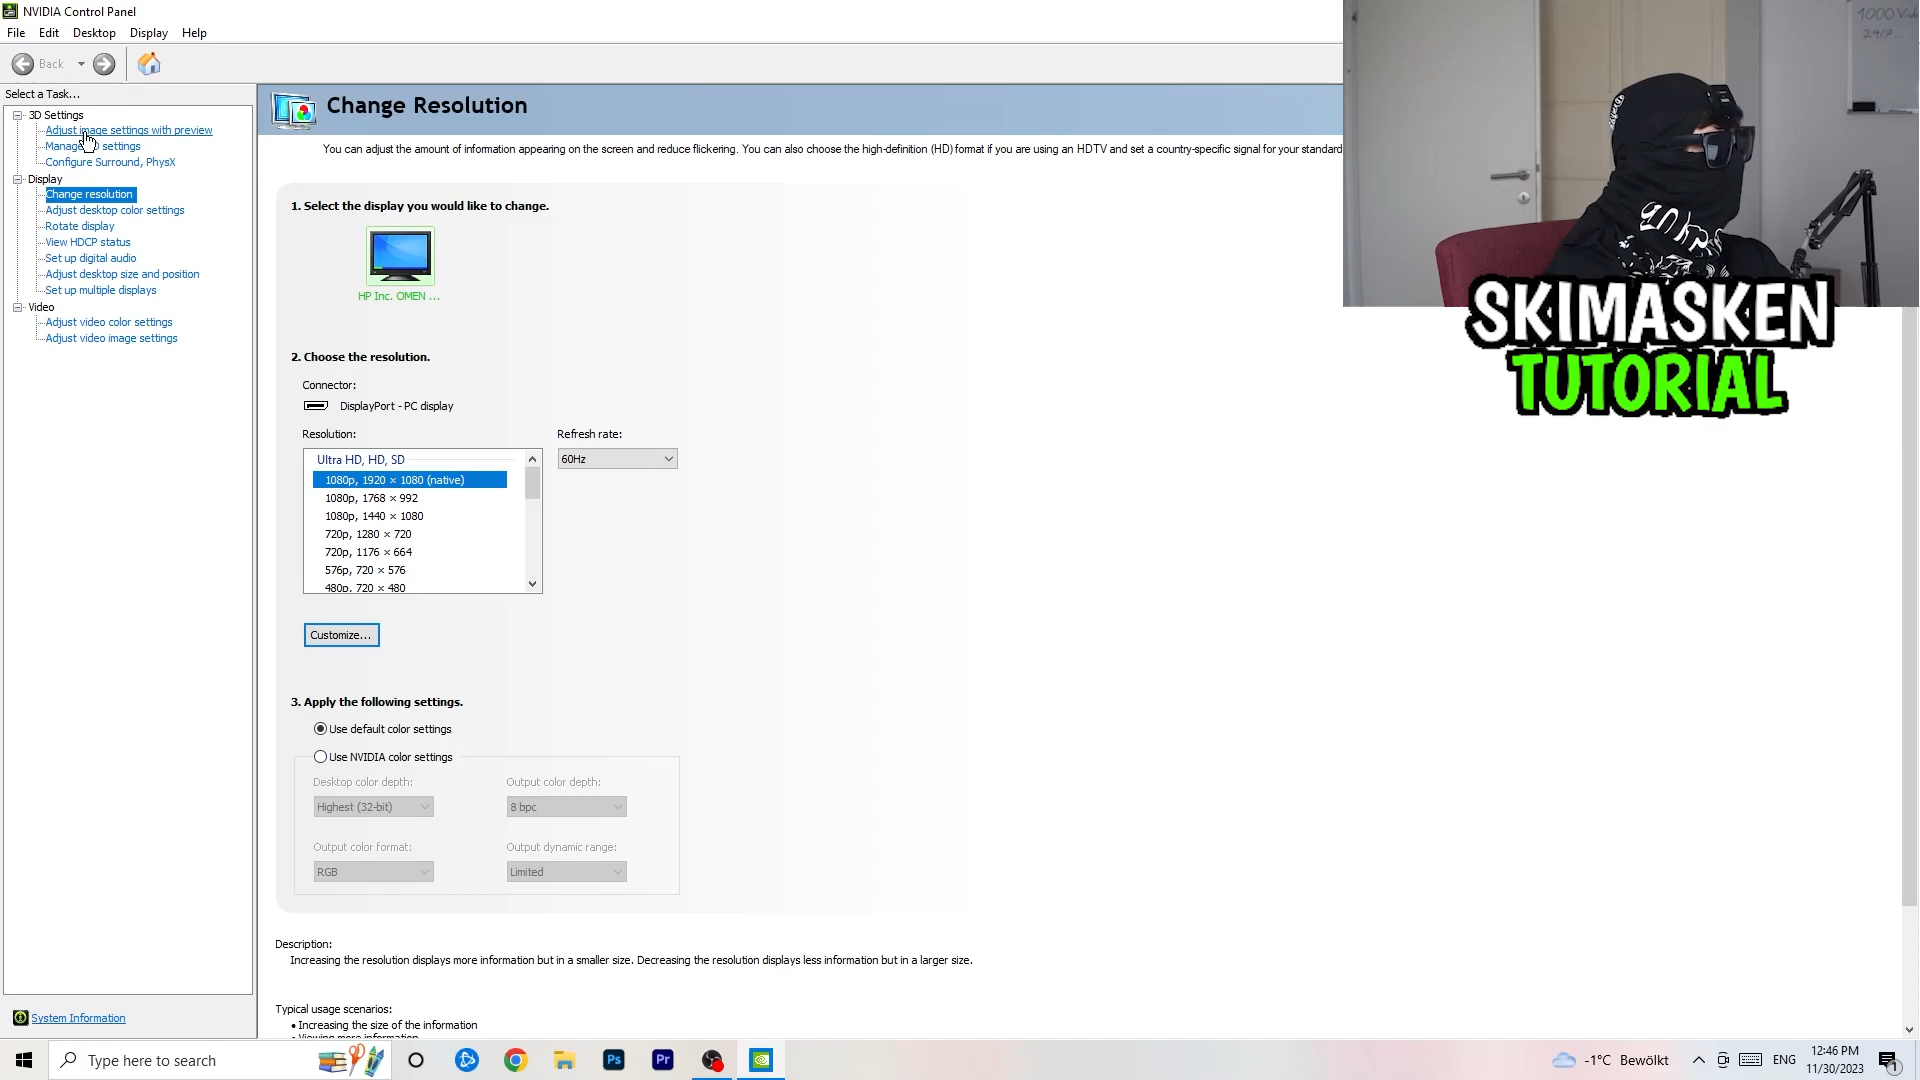 NVIDIA Control Panel
File Edit Desktop Display Help
Back
Select a Task...
3D Settings
Adjust image settings with preview
Manage 3D settings
Configure Surround, PhysX
Display
Change resolution
Adjust desktop color settings
Rotate display
View HDCP status
Set up digital audio
Adjust desktop size and position
Set up multiple displays
Video
Adjust video color settings
Adjust video image settings
System Information
Change Resolution
You can adjust the amount of information appearing on the screen and reduce flickering. You can also choose the high-definition (HD) format if you are using an HDTV and set a country-specific signal for your standard
1. Select the display you would like to change.
HP Inc. OMEN ...
2. Choose the resolution.
Connector:
DisplayPort - PC display
Resolution:
Refresh rate:
Ultra HD, HD, SD
60Hz
1080p, 1920 × 1080 (native)
1080p, 1768 × 992
1080p, 1440 × 1080
720p, 1280 × 720
720p, 1176 × 664
576p, 720 × 576
480p, 720 × 480
Customize...
3. Apply the following settings.
Use default color settings
Use NVIDIA color settings
Desktop color depth:
Output color depth:
Highest (32-bit)
8 bpc
Output color format:
Output dynamic range:
RGB
Limited
Description:
Increasing the resolution displays more information but in a smaller size. Decreasing the resolution displays less information but in a larger size.
Typical usage scenarios:
• Increasing the size of the information
• Viewing more information
1000
24/7...
SKIMASKEN
TUTORIAL
Type here to search
Ps
Pr
-1°C Bewölkt
ENG
12:46 PM
11/30/2023
1